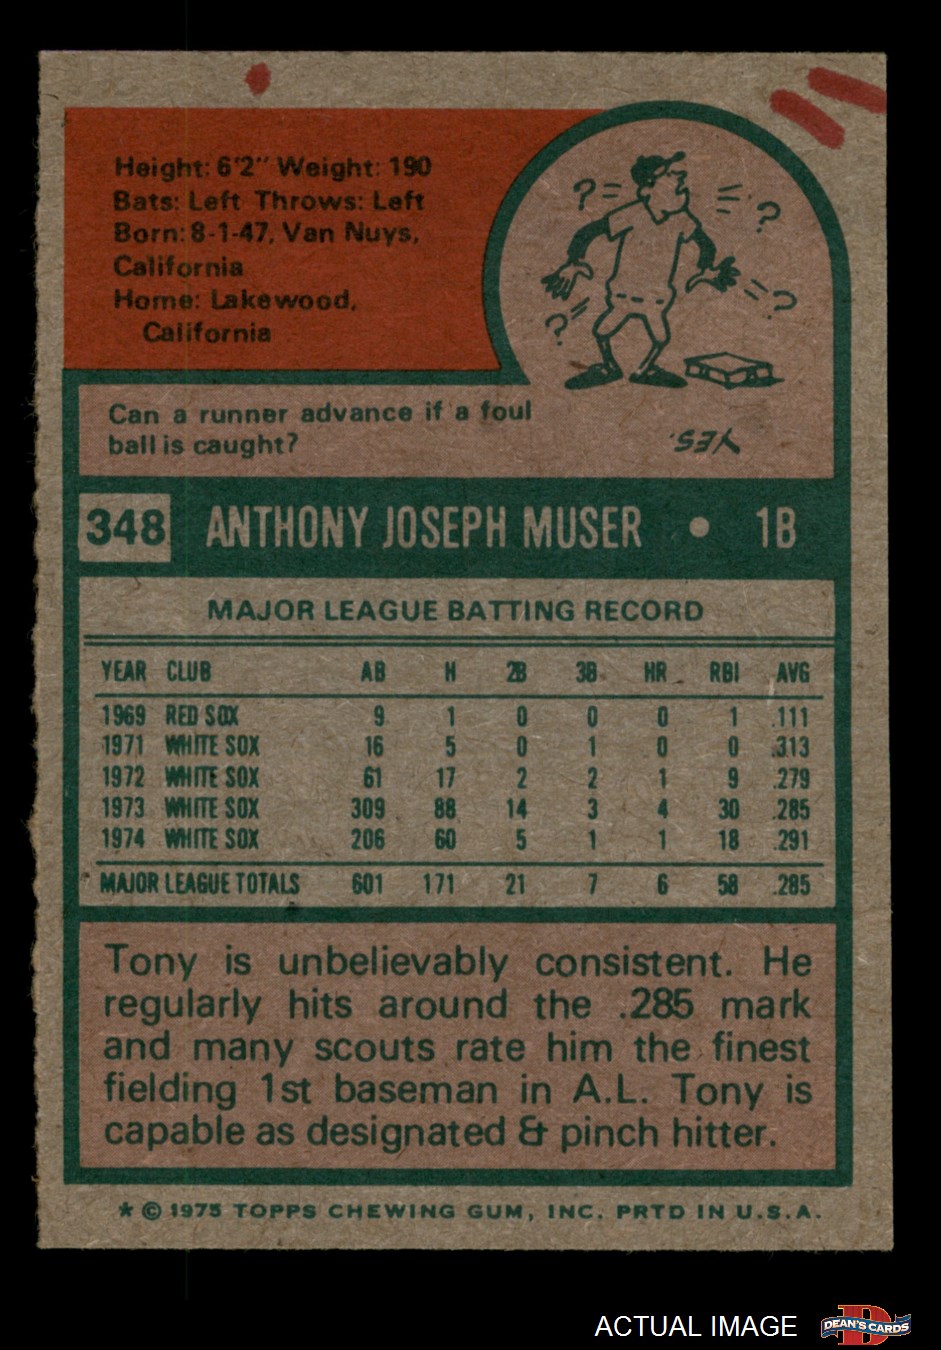 Height: 6'2" Weight: 190
Bats: Left Throws: Left
Born: 8-1-47, Van Nuys,
California
Home: Lakewood,
California
? ? ? ?
Can a runner advance if a foul
ball is caught?
YES.
348 ANTHONY JOSEPH MUSER • 1B
MAJOR LEAGUE BATTING RECORD
YEAR CLUB AB H 2B 3B HR RBI AVG
1969 RED SOX 9 1 0 0 0 1 .111
1971 WHITE SOX 16 5 0 1 0 0 .313
1972 WHITE SOX 61 17 2 2 1 9 .279
1973 WHITE SOX 309 88 14 3 4 30 .285
1974 WHITE SOX 206 60 5 1 1 18 .291
MAJOR LEAGUE TOTALS 601 171 21 7 6 58 .285
Tony is unbelievably consistent. He
regularly hits around the .285 mark
and many scouts rate him the finest
fielding 1st baseman in A.L. Tony is
capable as designated & pinch hitter.
* © 1975 TOPPS CHEWING GUM, INC. PRTD IN U.S.A.
ACTUAL IMAGE D DEAN'S CARDS